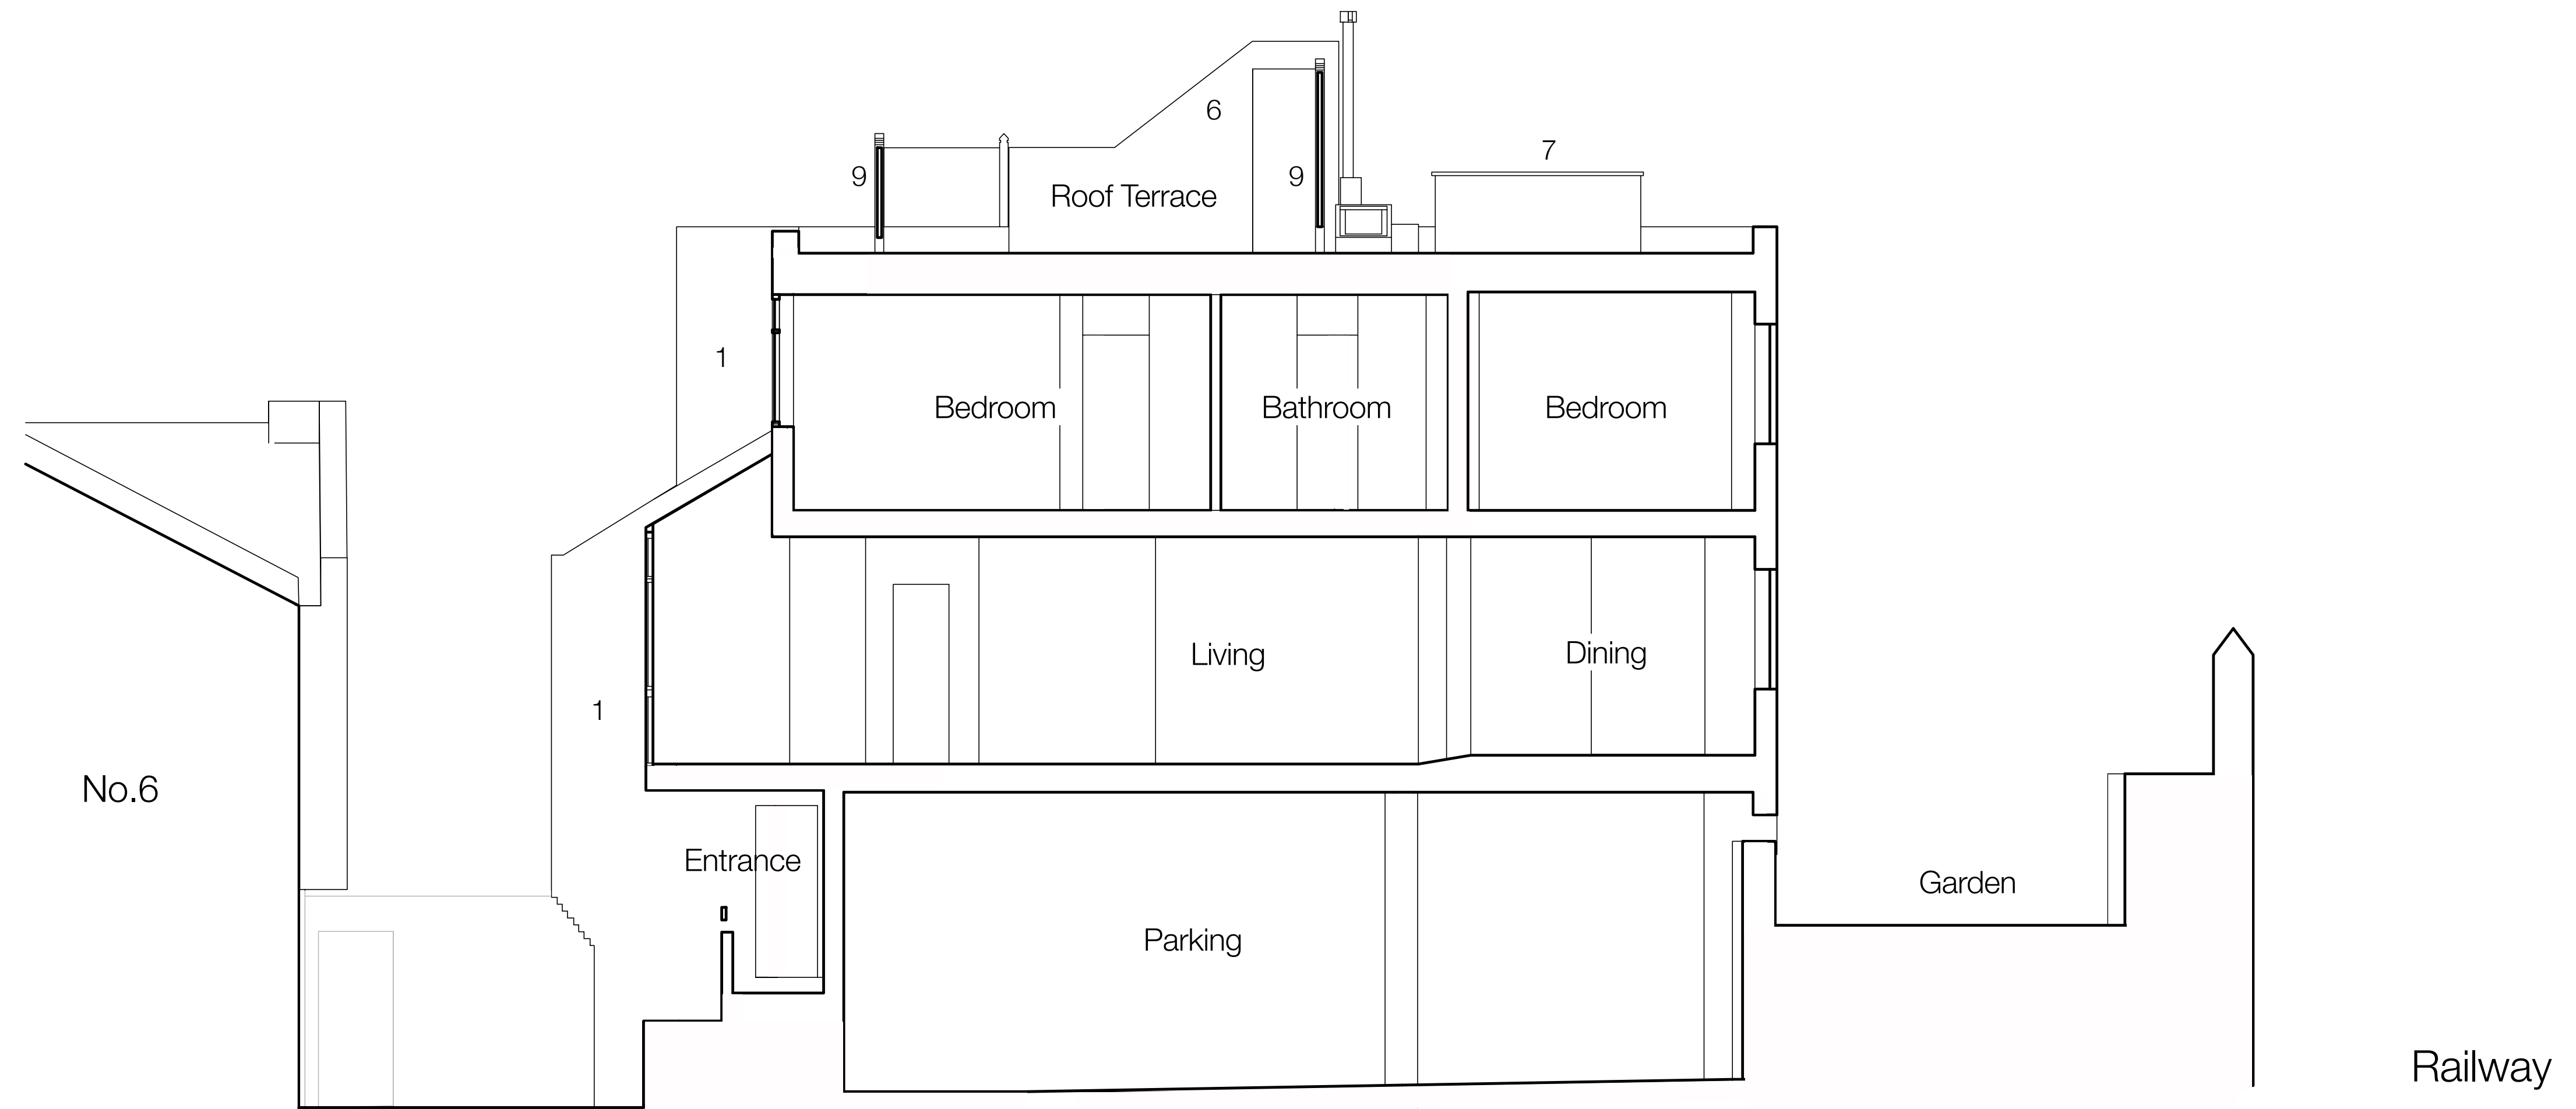 6
7
9
9
Roof Terrace
1
Bedroom
Bathroom
Bedroom
Living
Dining
1
No.6
Entrance
Garden
Parking
Railway